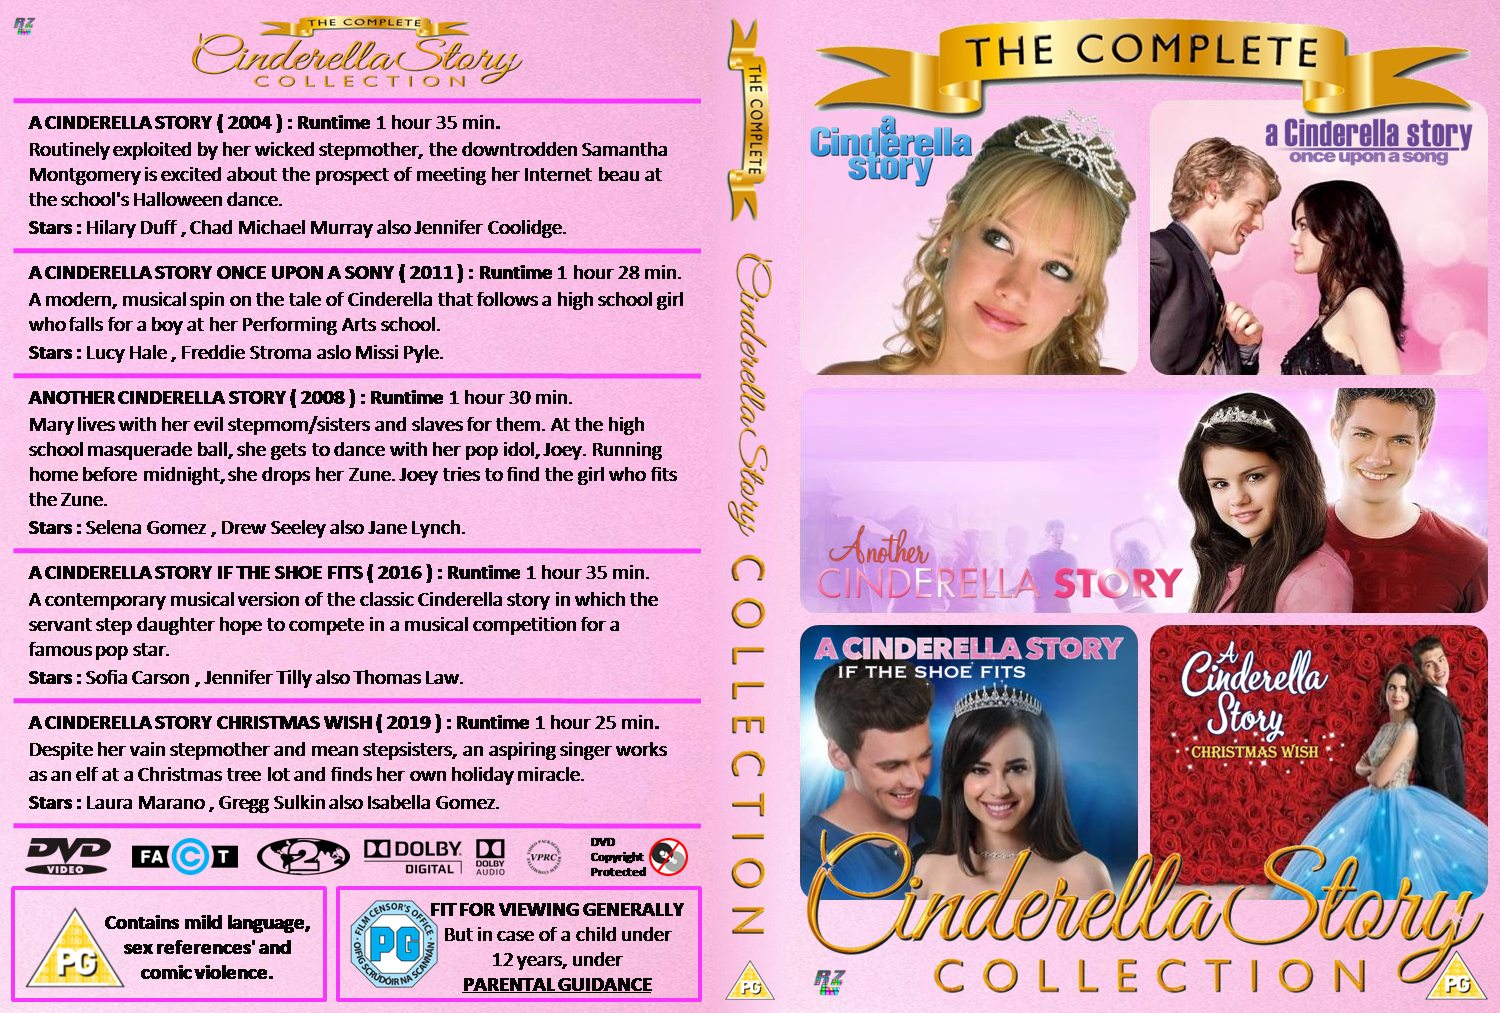 RZ
THE COMPLETE
Cinderella Story
COLLECTION
A CINDERELLA STORY ( 2004 ) : Runtime 1 hour 35 min.
Routinely exploited by her wicked stepmother, the downtrodden Samantha
Montgomery is excited about the prospect of meeting her Internet beau at
the school's Halloween dance.
Stars : Hilary Duff , Chad Michael Murray also Jennifer Coolidge.
A CINDERELLA STORY ONCE UPON A SONY ( 2011 ) : Runtime 1 hour 28 min.
A modern, musical spin on the tale of Cinderella that follows a high school girl
who falls for a boy at her Performing Arts school.
Stars : Lucy Hale , Freddie Stroma aslo Missi Pyle.
ANOTHER CINDERELLA STORY ( 2008 ) : Runtime 1 hour 30 min.
Mary lives with her evil stepmom/sisters and slaves for them. At the high
school masquerade ball, she gets to dance with her pop idol, Joey. Running
home before midnight, she drops her Zune. Joey tries to find the girl who fits
the Zune.
Stars : Selena Gomez , Drew Seeley also Jane Lynch.
A CINDERELLA STORY IF THE SHOE FITS ( 2016 ) : Runtime 1 hour 35 min.
A contemporary musical version of the classic Cinderella story in which the
servant step daughter hope to compete in a musical competition for a
famous pop star.
Stars : Sofia Carson , Jennifer Tilly also Thomas Law.
A CINDERELLA STORY CHRISTMAS WISH ( 2019 ) : Runtime 1 hour 25 min.
Despite her vain stepmother and mean stepsisters, an aspiring singer works
as an elf at a Christmas tree lot and finds her own holiday miracle.
Stars : Laura Marano , Gregg Sulkin also Isabella Gomez.
DVD
VIDEO
FACT
2
DOLBY
DIGITAL
DOLBY
AUDIO
VPRC
DVD
Copyright
Protected
PG
Contains mild language,
sex references' and
comic violence.
FILM CENSOR'S OFFICE
PG
OIFIG SCRÚDÓIR NA SCANNÁN
FIT FOR VIEWING GENERALLY
But in case of a child under
12 years, under
PARENTAL GUIDANCE
THE COMPLETE
Cinderella Story
COLLECTION
PG
THE COMPLETE
a
Cinderella
story
a Cinderella story
once upon a song
Another
CINDERELLA STORY
A CINDERELLA STORY
IF THE SHOE FITS
A
Cinderella
Story
CHRISTMAS WISH
Cinderella Story
COLLECTION
RZ
PG